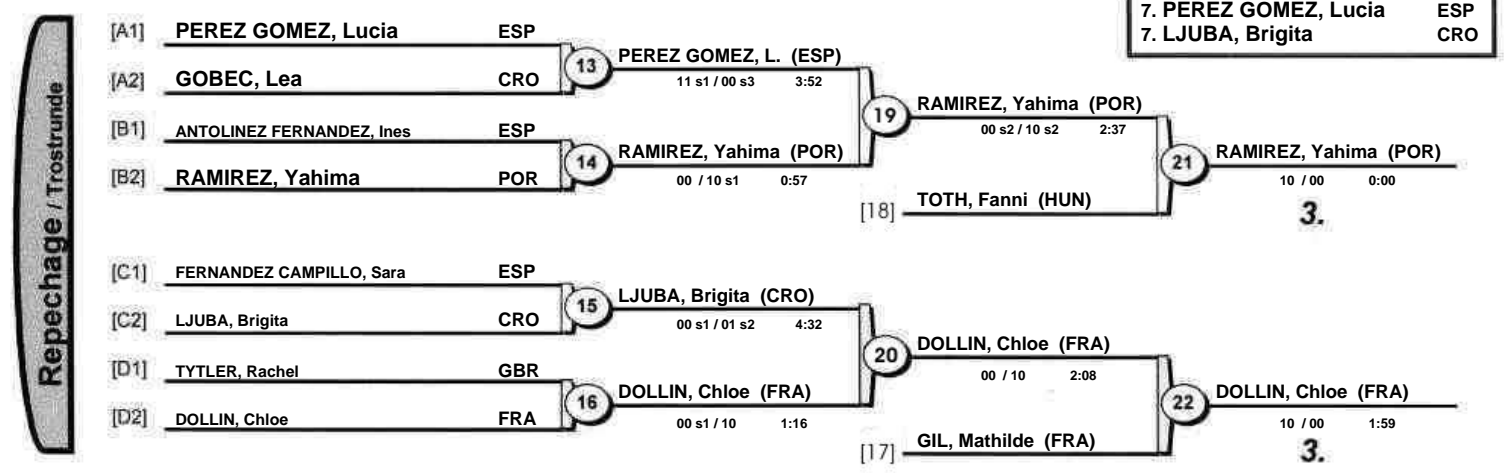 7. PEREZ GOMEZ, Lucia ESP
7. LJUBA, Brigita CRO
Repechage / Trostrunde
[A1] PEREZ GOMEZ, Lucia ESP
[A2] GOBEC, Lea CRO
13
PEREZ GOMEZ, L. (ESP)
11 s1 / 00 s3 3:52
[B1] ANTOLINEZ FERNANDEZ, Ines ESP
[B2] RAMIREZ, Yahima POR
14
RAMIREZ, Yahima (POR)
00 / 10 s1 0:57
19
RAMIREZ, Yahima (POR)
00 s2 / 10 s2 2:37
[18] TOTH, Fanni (HUN)
21
RAMIREZ, Yahima (POR)
10 / 00 0:00
3.
[C1] FERNANDEZ CAMPILLO, Sara ESP
[C2] LJUBA, Brigita CRO
15
LJUBA, Brigita (CRO)
00 s1 / 01 s2 4:32
[D1] TYTLER, Rachel GBR
[D2] DOLLIN, Chloe FRA
16
DOLLIN, Chloe (FRA)
00 s1 / 10 1:16
20
DOLLIN, Chloe (FRA)
00 / 10 2:08
[17] GIL, Mathilde (FRA)
22
DOLLIN, Chloe (FRA)
10 / 00 1:59
3.